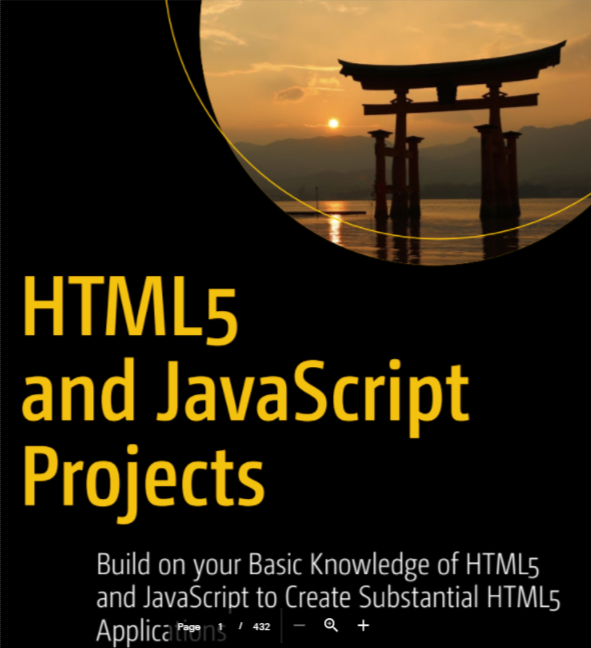 HTML5
and JavaScript
Projects
Build on your Basic Knowledge of HTML5
and JavaScript to Create Substantial HTML5
Applications
Page 1 / 432